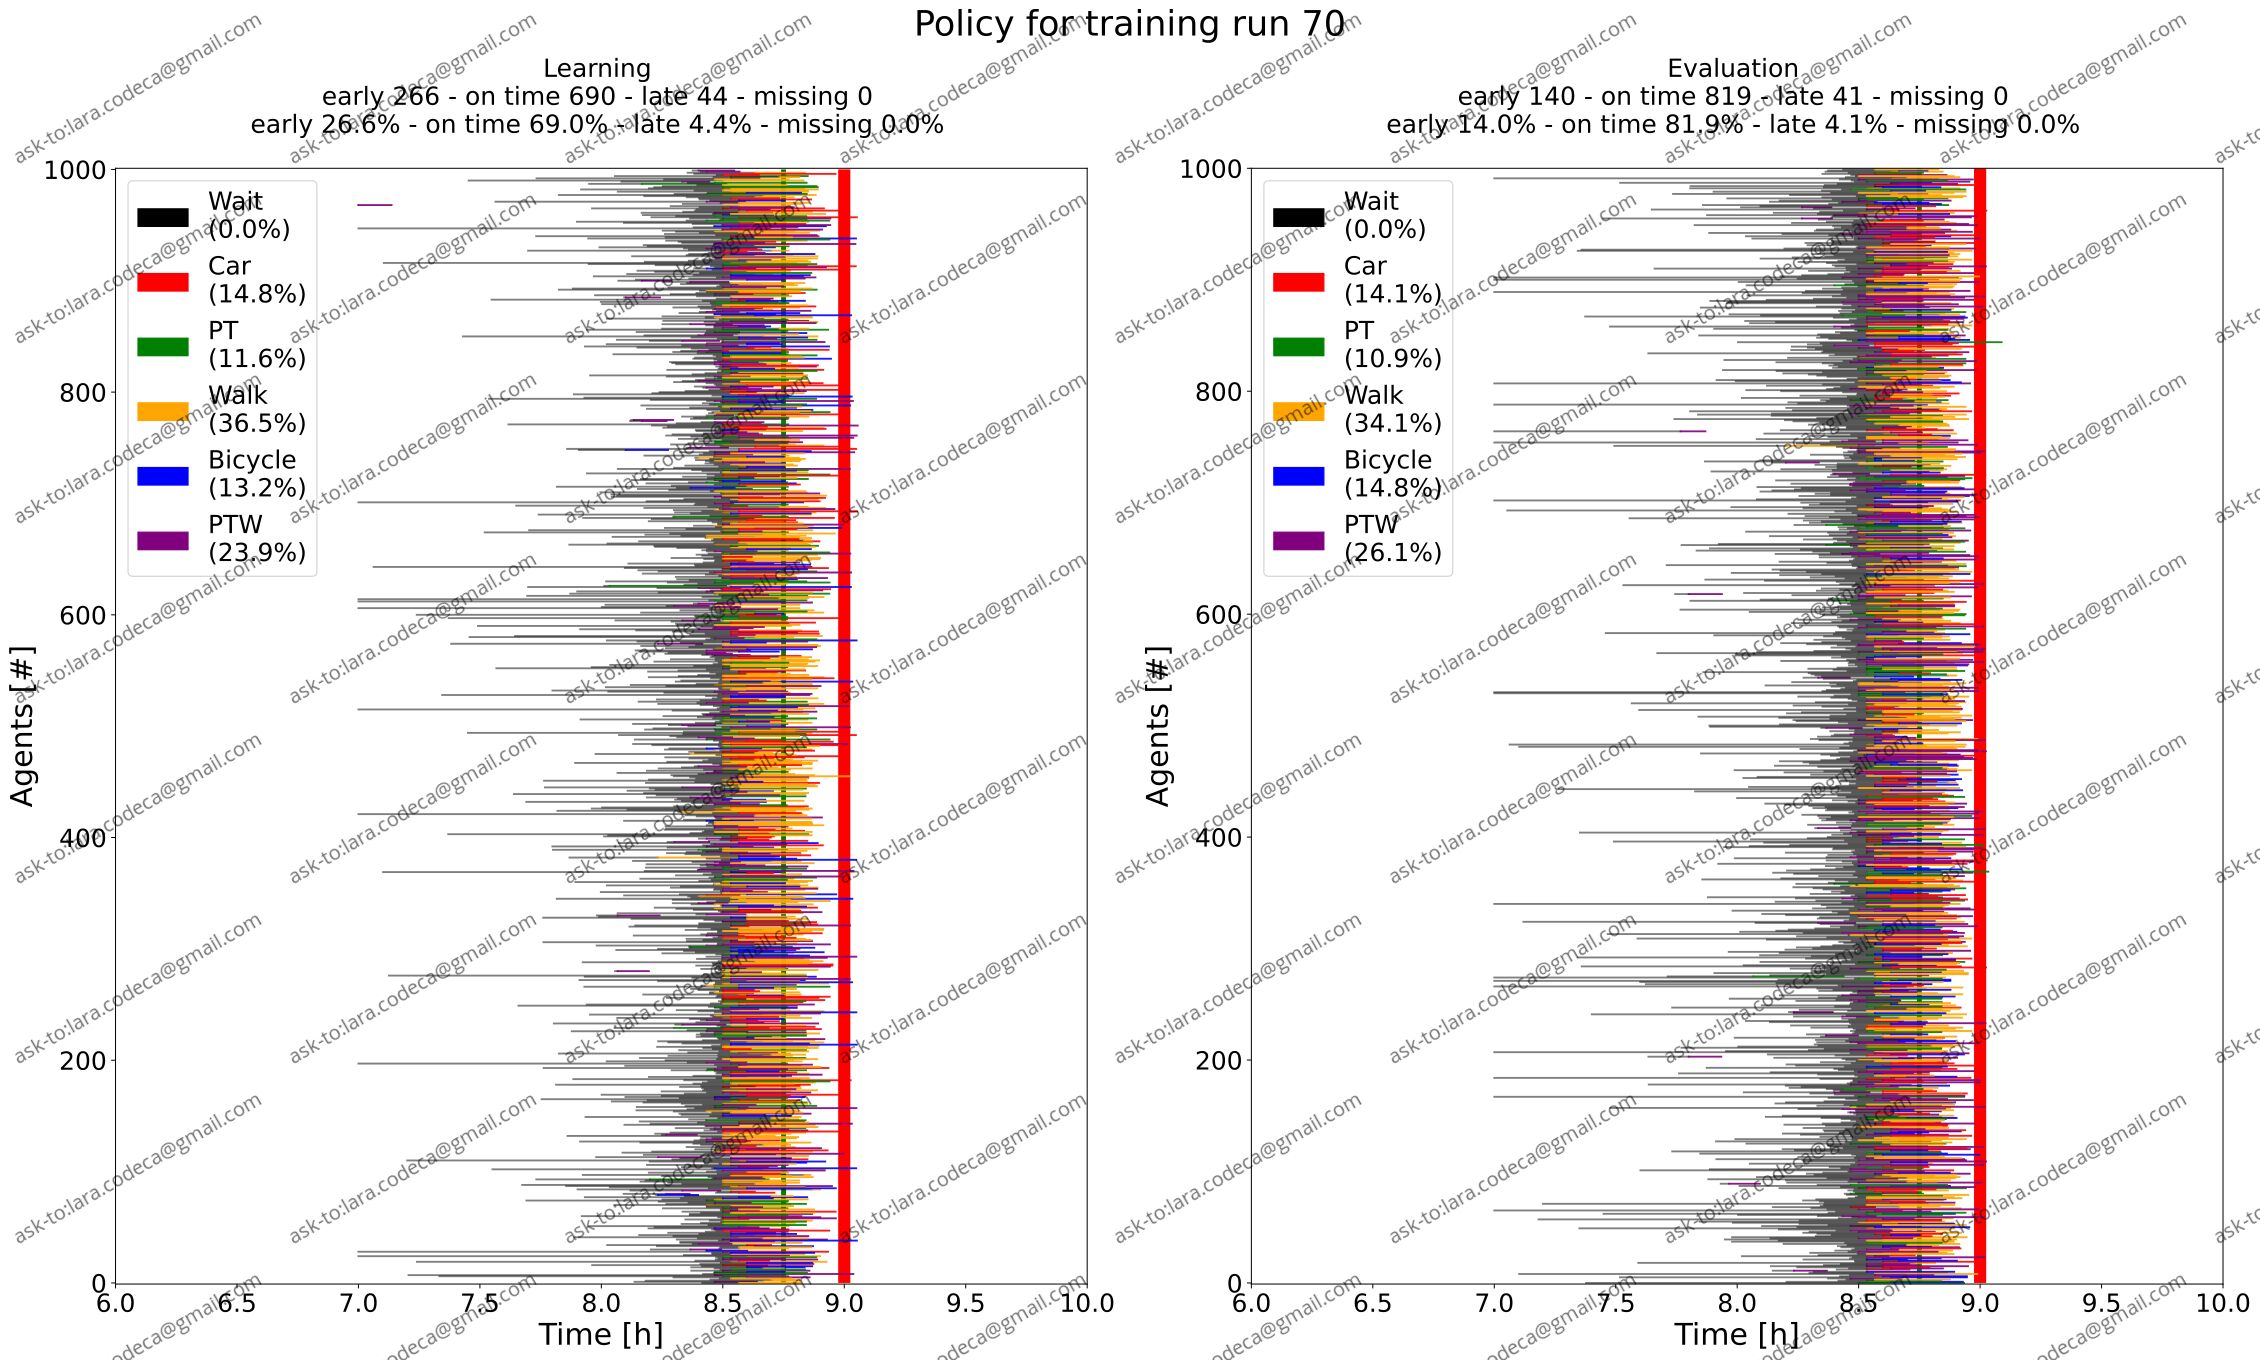 Policy for training run 70
Learning
early 266 - on time 690 - late 44 - missing 0
early 26.6% - on time 69.0% - late 4.4% - missing 0.0%
1000
800
600
400
200
0
Agents [#]
Wait
(0.0%)
Car
(14.8%)
PT
(11.6%)
Walk
(36.5%)
Bicycle
(13.2%)
PTW
(23.9%)
6.0 6.5 7.0 7.5 8.0 8.5 9.0 9.5 10.0
Time [h]
Evaluation
early 140 - on time 819 - late 41 - missing 0
early 14.0% - on time 81.9% - late 4.1% - missing 0.0%
1000
800
600
400
200
0
Agents [#]
Wait
(0.0%)
Car
(14.1%)
PT
(10.9%)
Walk
(34.1%)
Bicycle
(14.8%)
PTW
(26.1%)
6.0 6.5 7.0 7.5 8.0 8.5 9.0 9.5 10.0
Time [h]
ask-to:lara.codeca@gmail.com